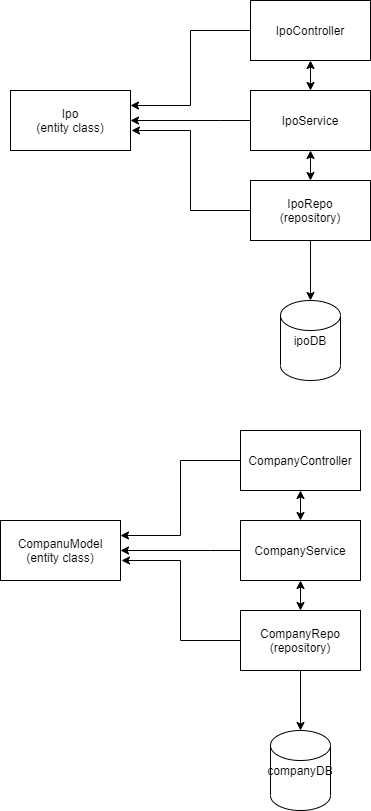 IpoController
Ipo
(entity class)
IpoService
IpoRepo
(repository)
ipoDB
CompanyController
CompanuModel
(entity class)
CompanyService
CompanyRepo
(repository)
companyDB